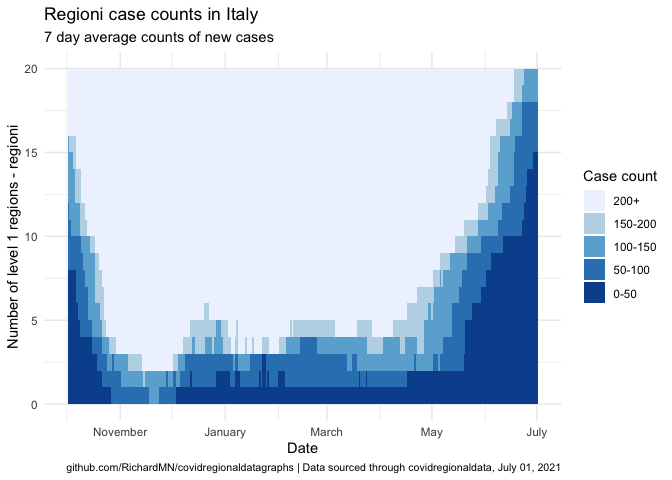 Regioni case counts in Italy
7 day average counts of new cases
Number of level 1 regions - regioni
20
15
10
5
0
November
January
March
May
July
Date
Case count
200+
150-200
100-150
50-100
0-50
github.com/RichardMN/covidregionaldatagraphs | Data sourced through covidregionaldata, July 01, 2021